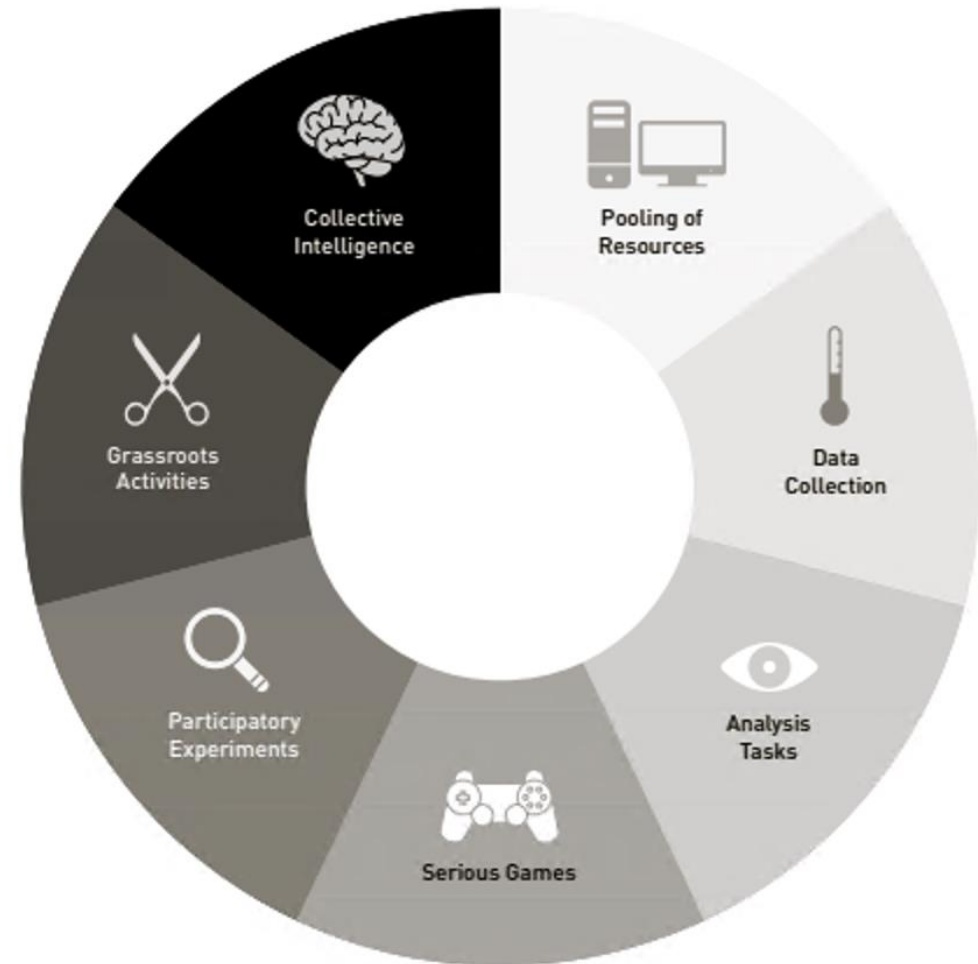 Collective
Intelligence
Pooling of
Resources
Data
Collection
Analysis
Tasks
Serious Games
Participatory
Experiments
Grassroots
Activities